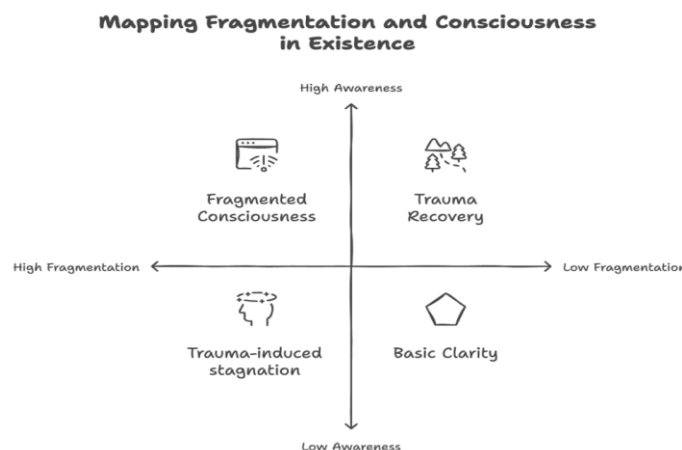 Mapping Fragmentation and Consciousness
in Existence
High Awareness
Fragmented
Consciousness
Trauma
Recovery
High Fragmentation
Low Fragmentation
Trauma-induced
stagnation
Basic Clarity
Low Awareness